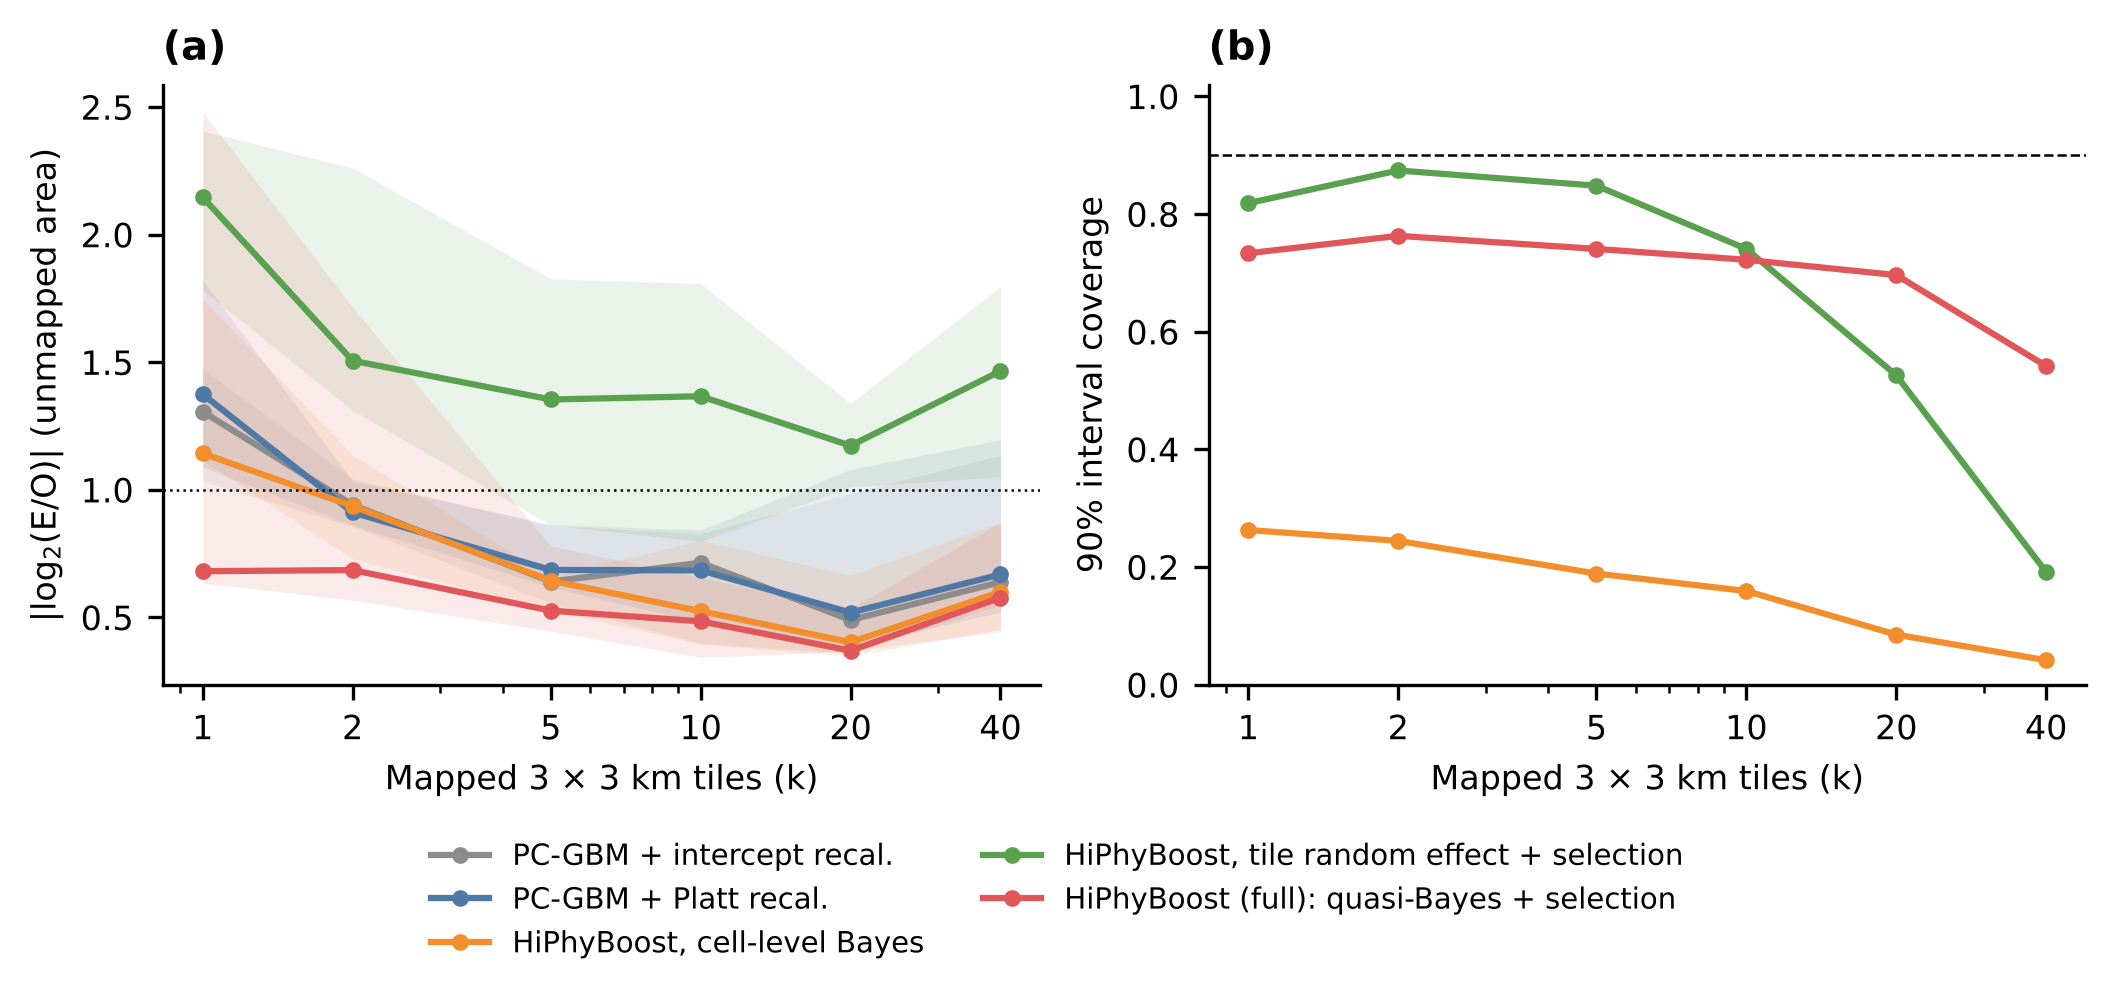 (a)
2.5
2.0
1.5
1.0
0.5
|log₂(E/O)| (unmapped area)
1
2
5
10
20
40
Mapped 3 × 3 km tiles (k)
(b)
1.0
0.8
0.6
0.4
0.2
0.0
90% interval coverage
1
2
5
10
20
40
Mapped 3 × 3 km tiles (k)
PC-GBM + intercept recal.
PC-GBM + Platt recal.
HiPhyBoost, cell-level Bayes
HiPhyBoost, tile random effect + selection
HiPhyBoost (full): quasi-Bayes + selection